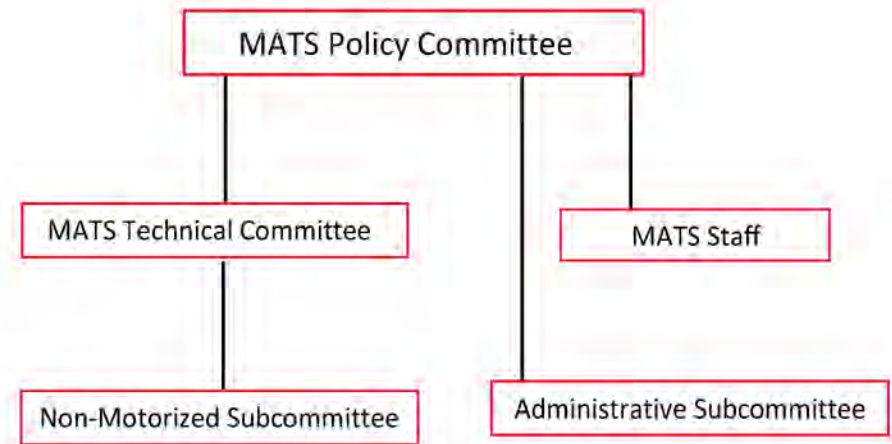 MATS Policy Committee
MATS Technical Committee
MATS Staff
Non-Motorized Subcommittee
Administrative Subcommittee